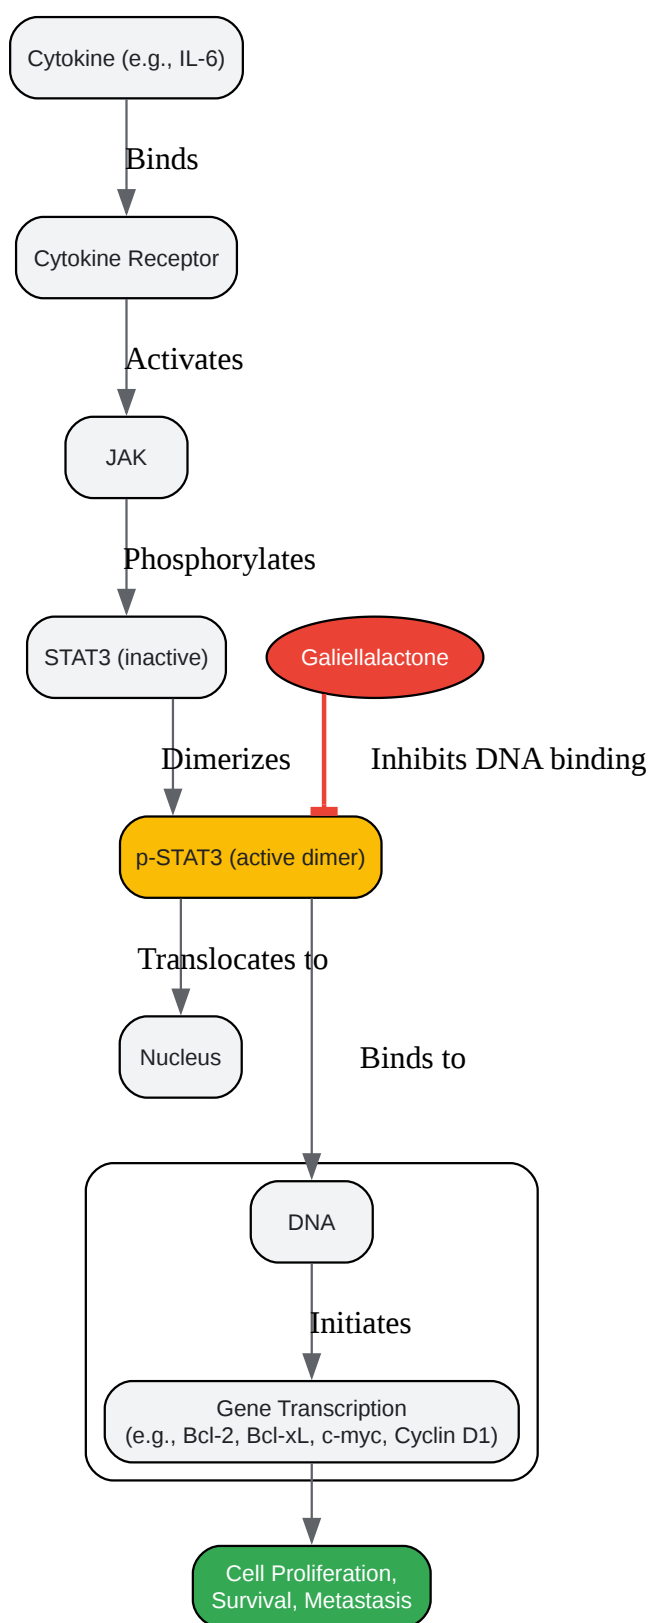 Cytokine (e.g., IL-6)
Binds
Cytokine Receptor
Activates
JAK
Phosphorylates
STAT3 (inactive)
Galiellalactone
Dimerizes
Inhibits DNA binding
p-STAT3 (active dimer)
Translocates to
Nucleus
Binds to
DNA
Initiates
Gene Transcription
(e.g., Bcl-2, Bcl-xL, c-myc, Cyclin D1)
Cell Proliferation,
Survival, Metastasis